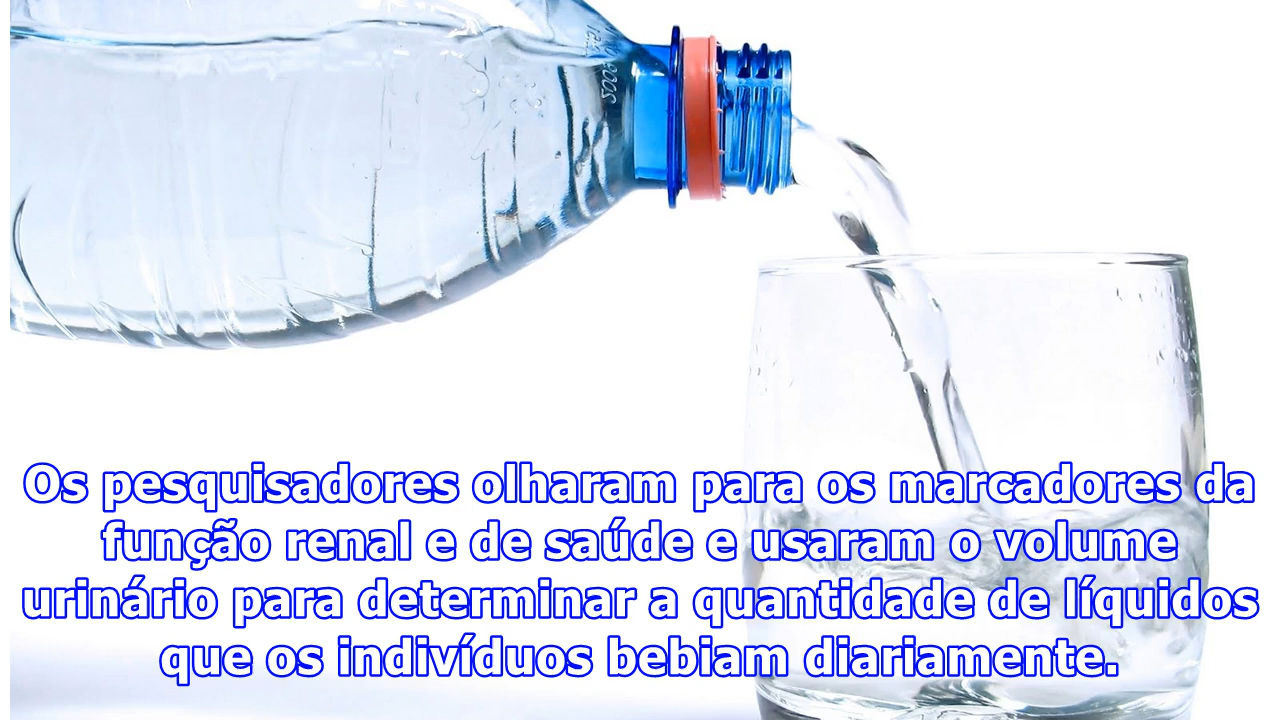 Os pesquisadores olharam para os marcadores da
função renal e de saúde e usaram o volume
urinário para determinar a quantidade de líquidos
que os indivíduos bebiam diariamente.